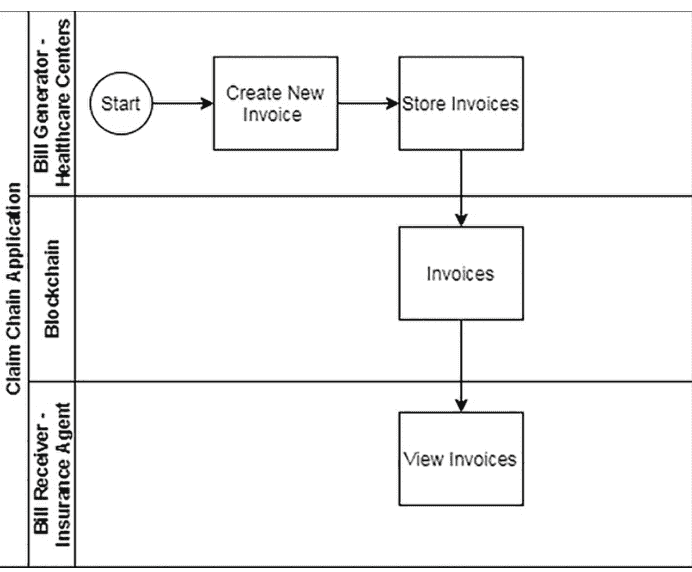 Claim Chain Application
Bill Generator -
Healthcare Centers
Start
Create New
Invoice
Store Invoices
Blockchain
Invoices
Bill Receiver -
Insurance Agent
View Invoices